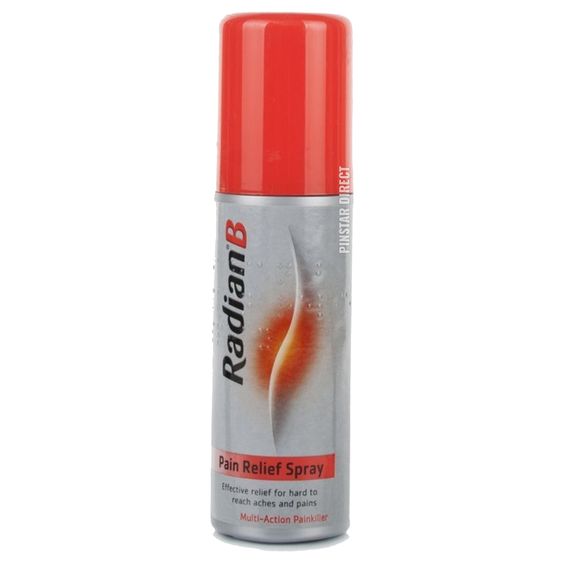 Radian®B
Pain Relief Spray
Effective relief for hard to
reach aches and pains
Multi-Action Painkiller
PINSTAR DIRECT